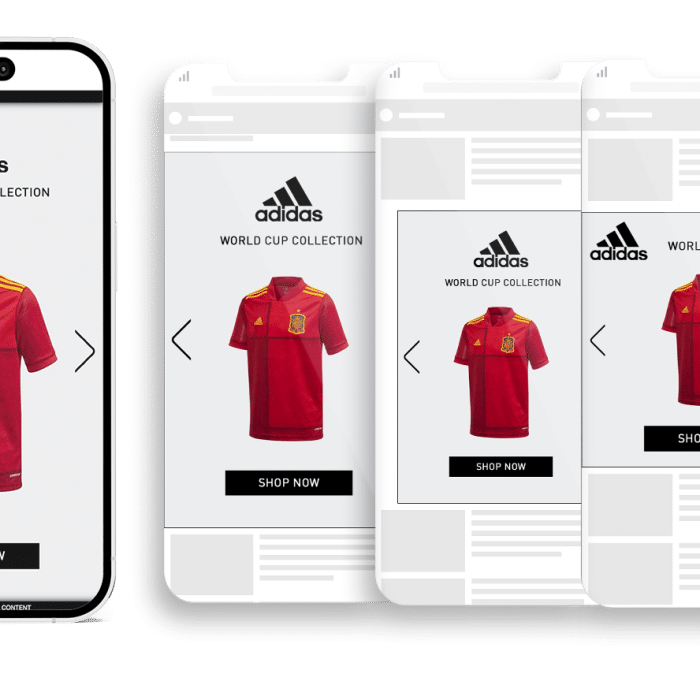 s
LECTION
W
CONTENT
adidas
WORLD CUP COLLECTION
SHOP NOW
adidas
WORLD CUP COLLECTION
SHOP NOW
adidas
WORL
SHO